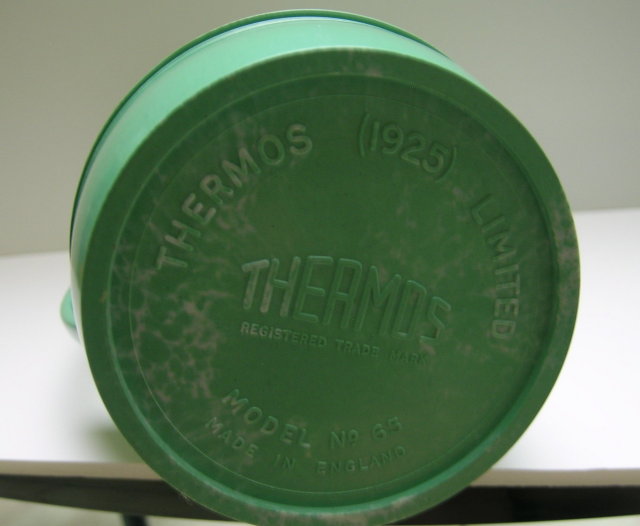 THERMOS (1925) LIMITED
THERMOS
REGISTERED TRADE MARK
MODEL Nº 65
MADE IN ENGLAND